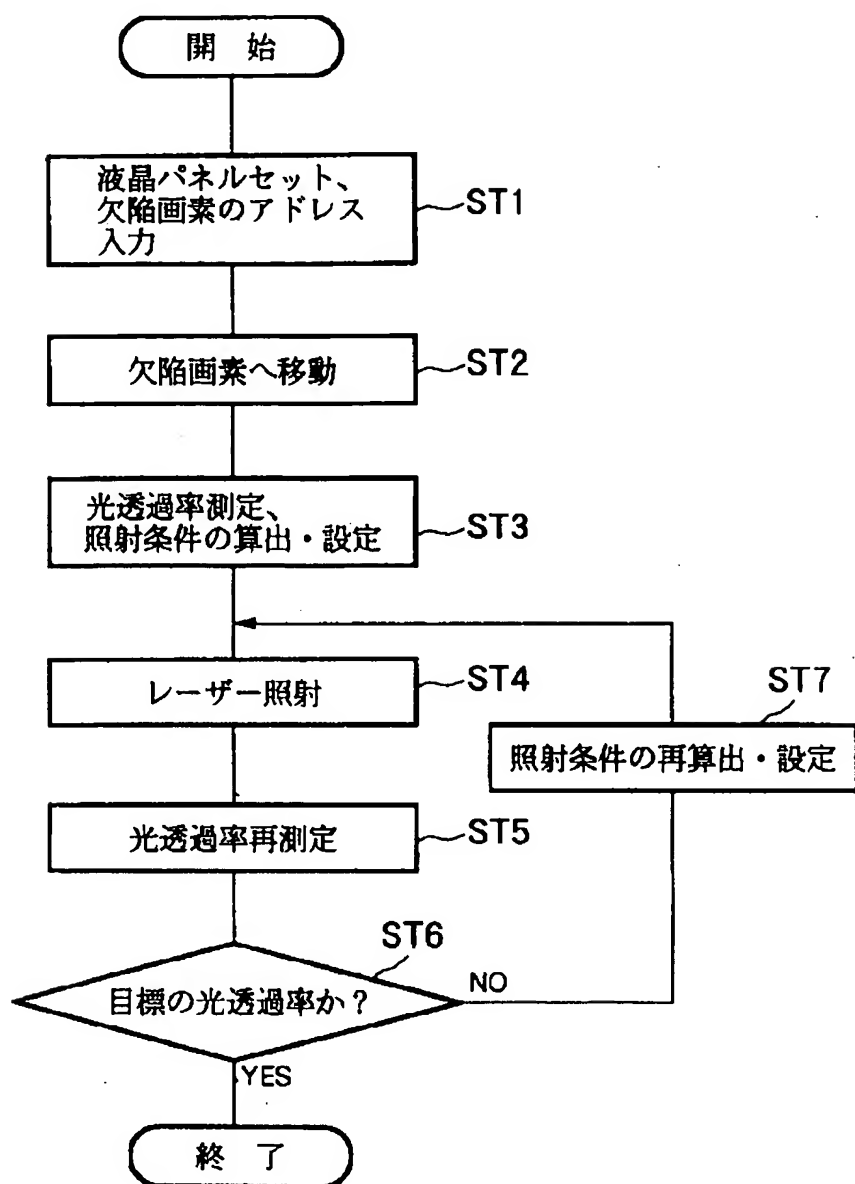 開　始
液晶パネルセット、
欠陥画素のアドレス
入力
ST1
欠陥画素へ移動
ST2
光透過率測定、
照射条件の算出・設定
ST3
レーザー照射
ST4
ST7
照射条件の再算出・設定
光透過率再測定
ST5
ST6
目標の光透過率か？
NO
YES
終　了